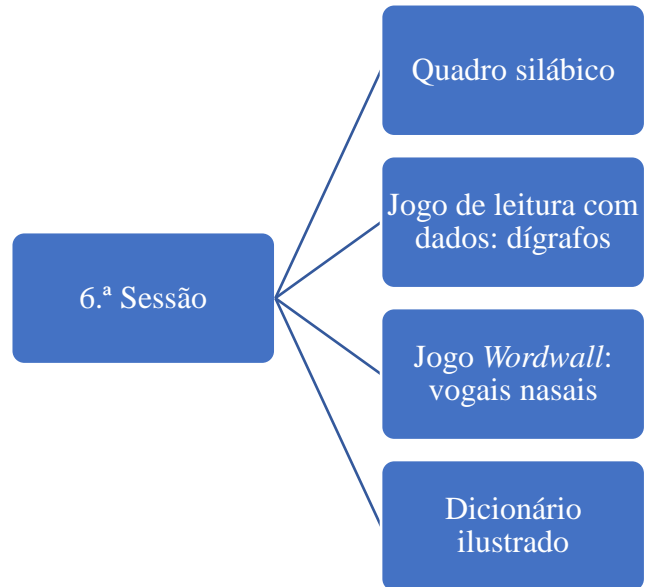 6.ª Sessão
Quadro silábico
Jogo de leitura com
dados: dígrafos
Jogo Wordwall:
vogais nasais
Dicionário
ilustrado